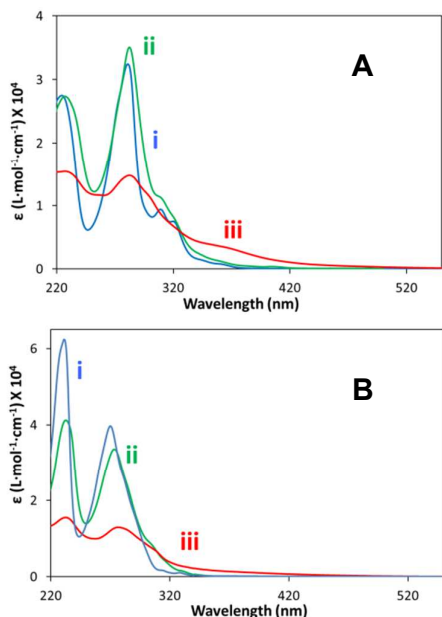 4
ii
A
3
i
2
1
iii
0
220 320 420 520
Wavelength (nm)
ε (L·mol⁻¹·cm⁻¹) X 10⁴
6
i
B
4
ii
2
iii
0
220 320 420 520
Wavelength (nm)
ε (L·mol⁻¹·cm⁻¹) X 10⁴